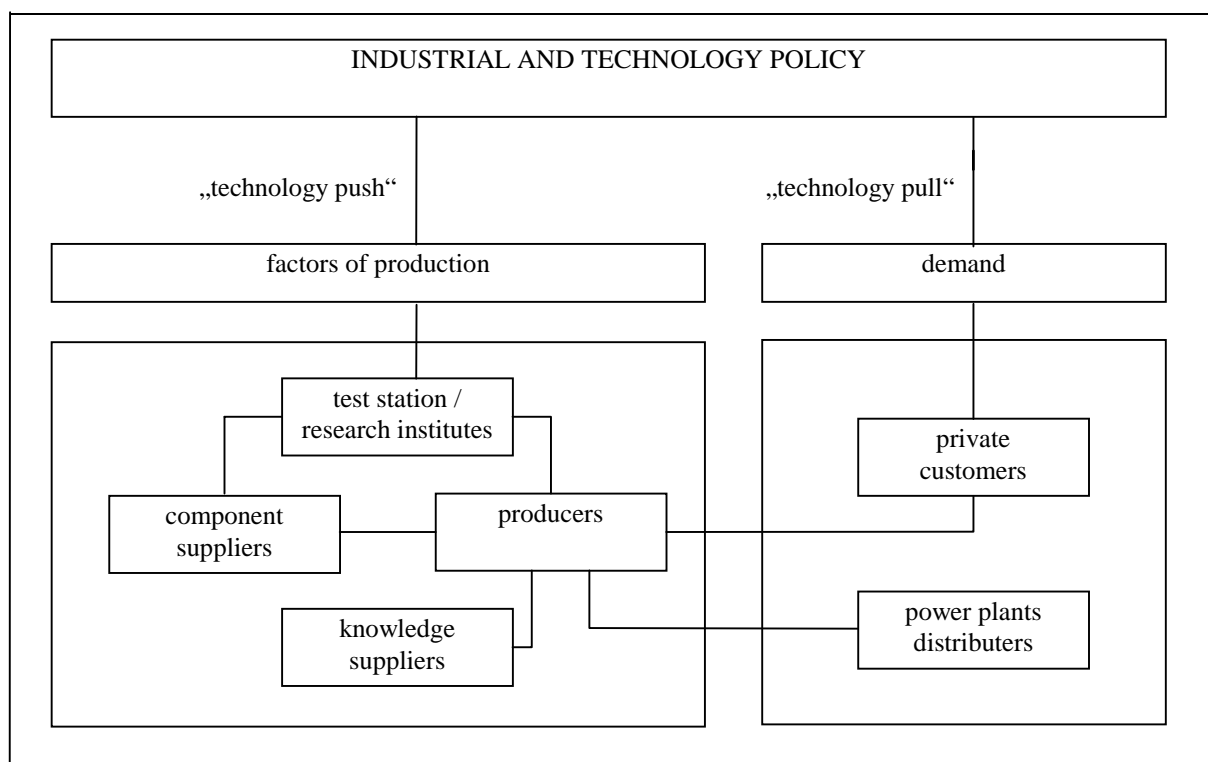 INDUSTRIAL AND TECHNOLOGY POLICY
„technology push“
„technology pull“
factors of production
demand
test station /
research institutes
private
customers
component
suppliers
producers
knowledge
suppliers
power plants
distributers